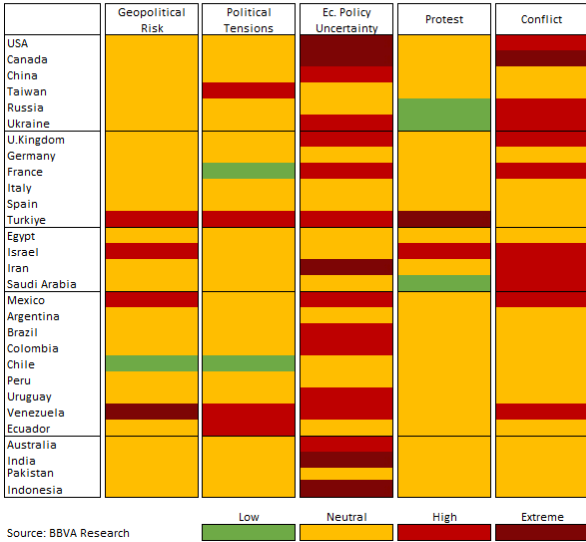 Geopolitical Risk
Political Tensions
Ec. Policy Uncertainty
Protest
Conflict
USA
Canada
China
Taiwan
Russia
Ukraine
U.Kingdom
Germany
France
Italy
Spain
Turkiye
Egypt
Israel
Iran
Saudi Arabia
Mexico
Argentina
Brazil
Colombia
Chile
Peru
Uruguay
Venezuela
Ecuador
Australia
India
Pakistan
Indonesia
Low
Neutral
High
Extreme
Source: BBVA Research